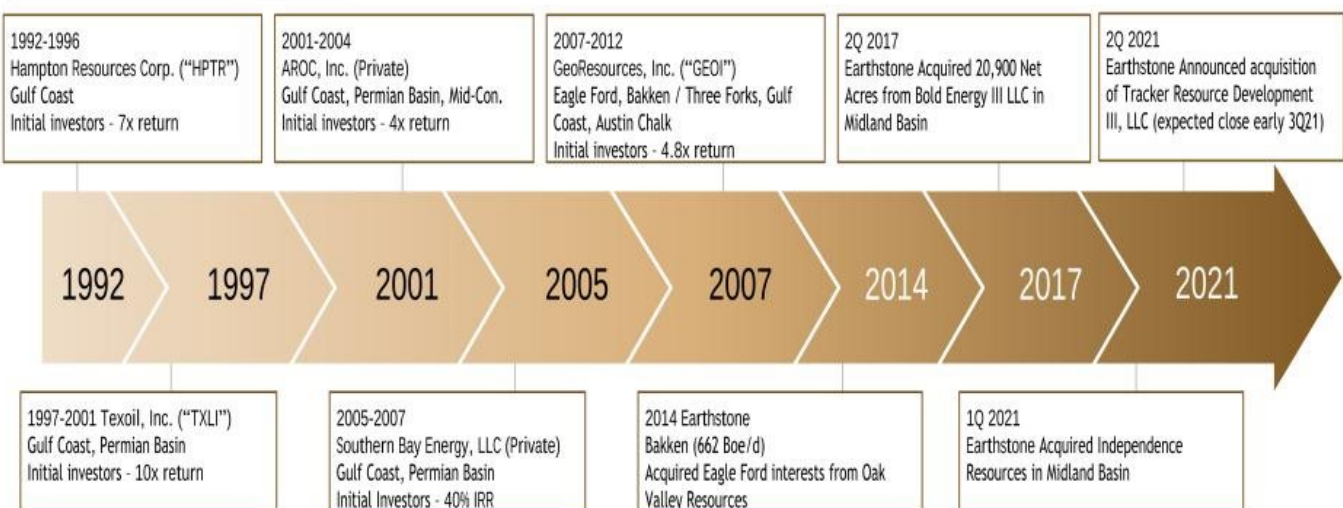 1992-1996
Hampton Resources Corp. (“HPTR”)
Gulf Coast
Initial investors - 7x return
2001-2004
AROC, Inc. (Private)
Gulf Coast, Permian Basin, Mid-Con.
Initial investors - 4x return
2007-2012
GeoResources, Inc. (“GEOI”)
Eagle Ford, Bakken / Three Forks, Gulf
Coast, Austin Chalk
Initial investors - 4.8x return
2Q 2017
Earthstone Acquired 20,900 Net
Acres from Bold Energy III LLC in
Midland Basin
2Q 2021
Earthstone Announced acquisition
of Tracker Resource Development
III, LLC (expected close early 3Q21)
1992
1997
2001
2005
2007
2014
2017
2021
1997-2001 Texoil, Inc. (“TXLI”)
Gulf Coast, Permian Basin
Initial investors - 10x return
2005-2007
Southern Bay Energy, LLC (Private)
Gulf Coast, Permian Basin
Initial Investors - 40% IRR
2014 Earthstone
Bakken (662 Boe/d)
Acquired Eagle Ford interests from Oak
Valley Resources
1Q 2021
Earthstone Acquired Independence
Resources in Midland Basin